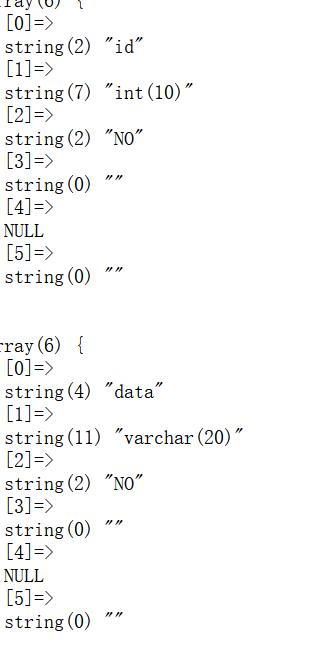 ray(6) {
[0]=>
string(2) "id"
[1]=>
string(7) "int(10)"
[2]=>
string(2) "NO"
[3]=>
string(0) ""
[4]=>
NULL
[5]=>
string(0) ""
rray(6) {
[0]=>
string(4) "data"
[1]=>
string(11) "varchar(20)"
[2]=>
string(2) "NO"
[3]=>
string(0) ""
[4]=>
NULL
[5]=>
string(0) ""